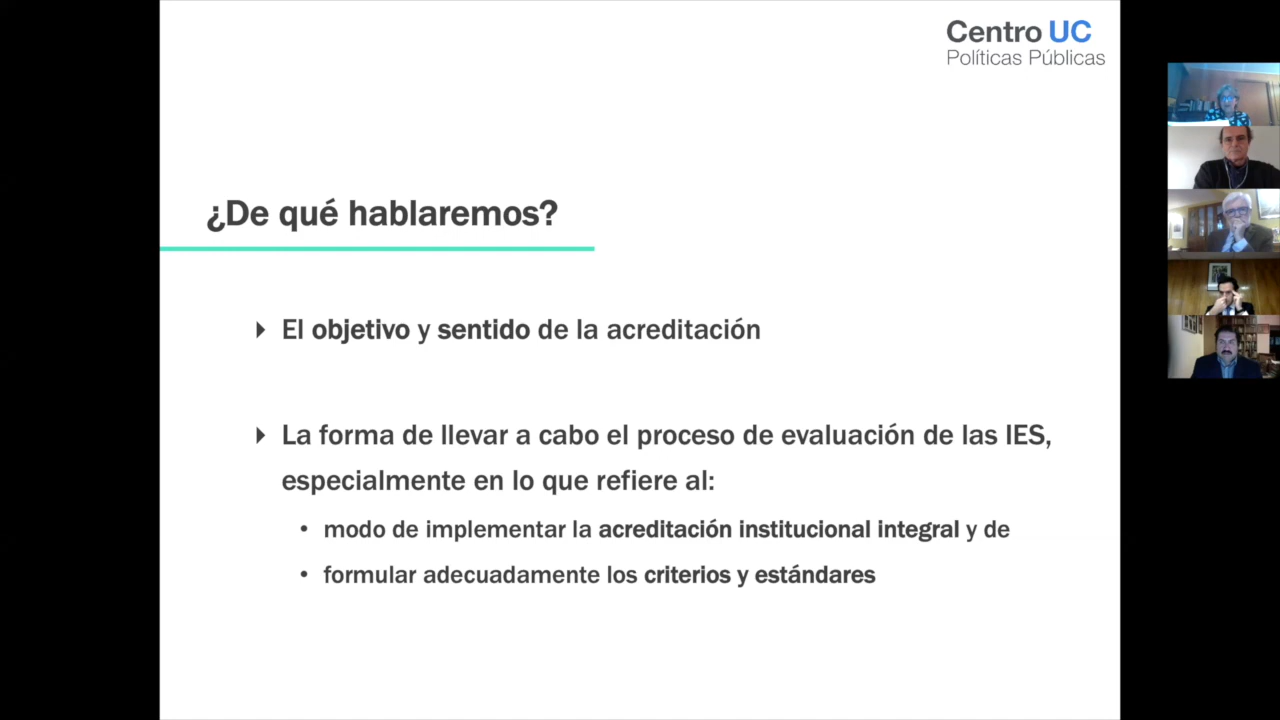 Centro UC
Políticas Públicas
¿De qué hablaremos?
El objetivo y sentido de la acreditación
La forma de llevar a cabo el proceso de evaluación de las IES,
especialmente en lo que refiere al:
• modo de implementar la acreditación institucional integral y de
• formular adecuadamente los criterios y estándares